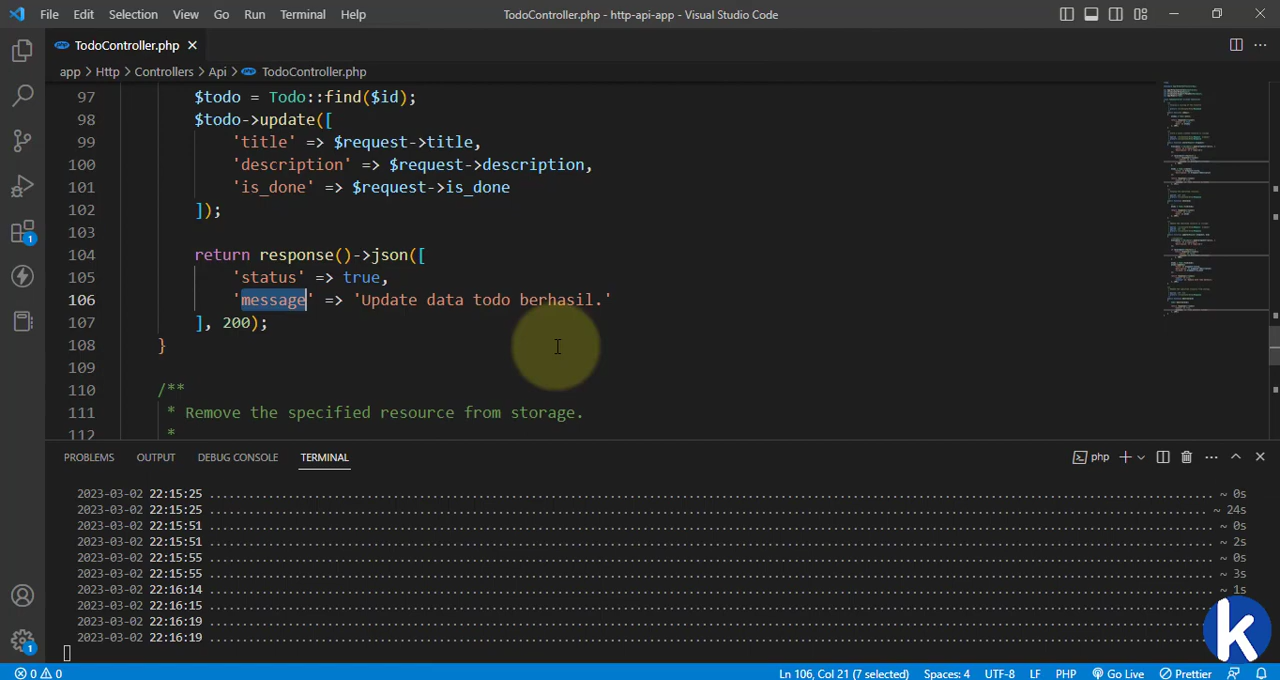 File Edit Selection View Go Run Terminal Help TodoController.php - http-api-app - Visual Studio Code
TodoController.php
app > Http > Controllers > Api > TodoController.php
97 $todo = Todo::find($id);
98 $todo->update([
99 'title' => $request->title,
100 'description' => $request->description,
101 'is_done' => $request->is_done
102 ]);
103
104 return response()->json([
105 'status' => true,
106 'message' => 'Update data todo berhasil.'
107 ], 200);
108 }
109
110 /**
111 * Remove the specified resource from storage.
112 *
PROBLEMS OUTPUT DEBUG CONSOLE TERMINAL php
2023-03-02 22:15:25 ~ 0s
2023-03-02 22:15:25 ~ 24s
2023-03-02 22:15:51 ~ 0s
2023-03-02 22:15:51 ~ 2s
2023-03-02 22:15:55 ~ 0s
2023-03-02 22:15:55 ~ 3s
2023-03-02 22:16:14 ~ 1s
2023-03-02 22:16:15
2023-03-02 22:16:19
2023-03-02 22:16:19
1
1
k
0 0 Ln 106, Col 21 (7 selected) Spaces: 4 UTF-8 LF PHP Go Live Prettier